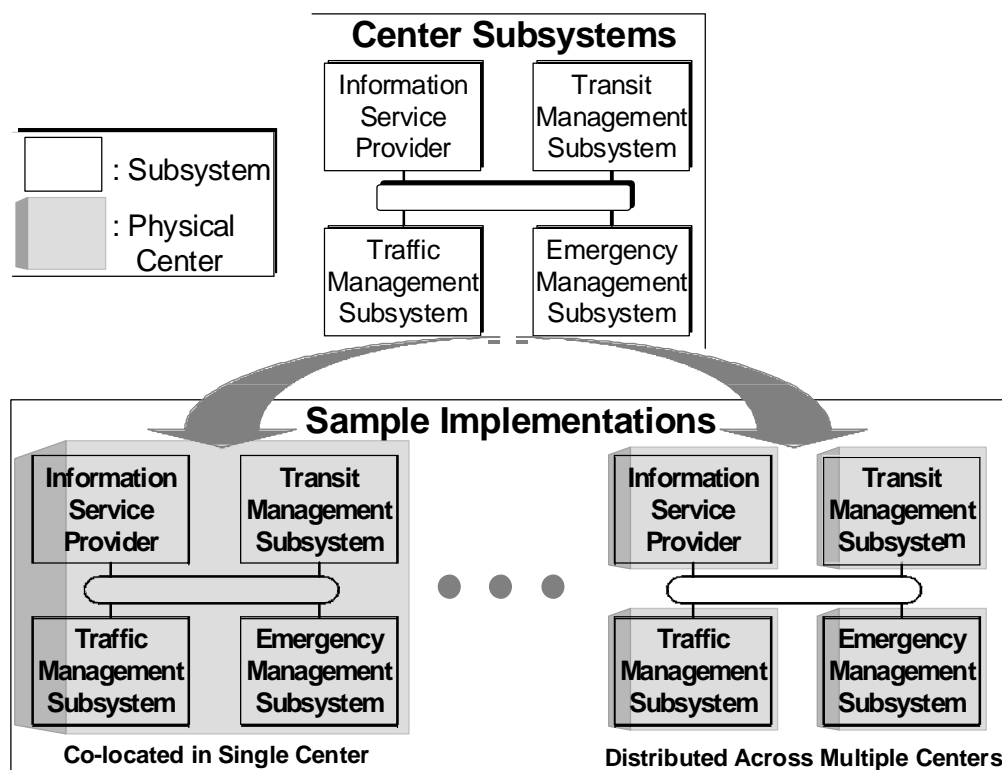 Center Subsystems
Information
Service
Provider
Transit
Management
Subsystem
: Subsystem
: Physical
Center
Traffic
Management
Subsystem
Emergency
Management
Subsystem
Sample Implementations
Information
Service
Provider
Transit
Management
Subsystem
Traffic
Management
Subsystem
Emergency
Management
Subsystem
Co-located in Single Center
Information
Service
Provider
Transit
Management
Subsystem
Traffic
Management
Subsystem
Emergency
Management
Subsystem
Distributed Across Multiple Centers